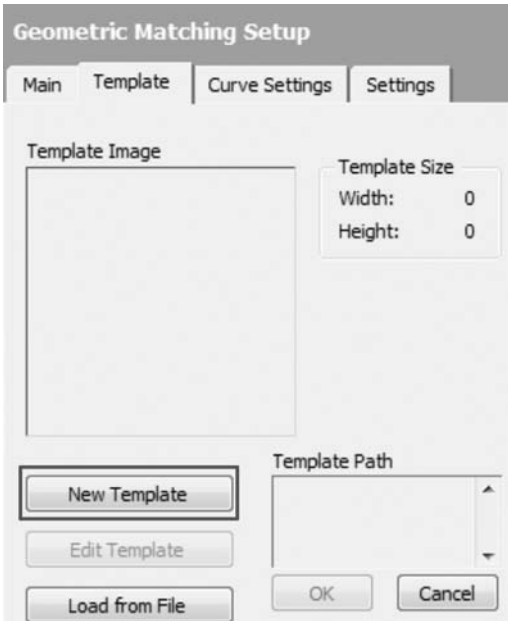 Geometric Matching Setup
Main Template Curve Settings Settings
Template Image
Template Size
Width: 0
Height: 0
New Template
Template Path
Edit Template
OK Cancel
Load from File